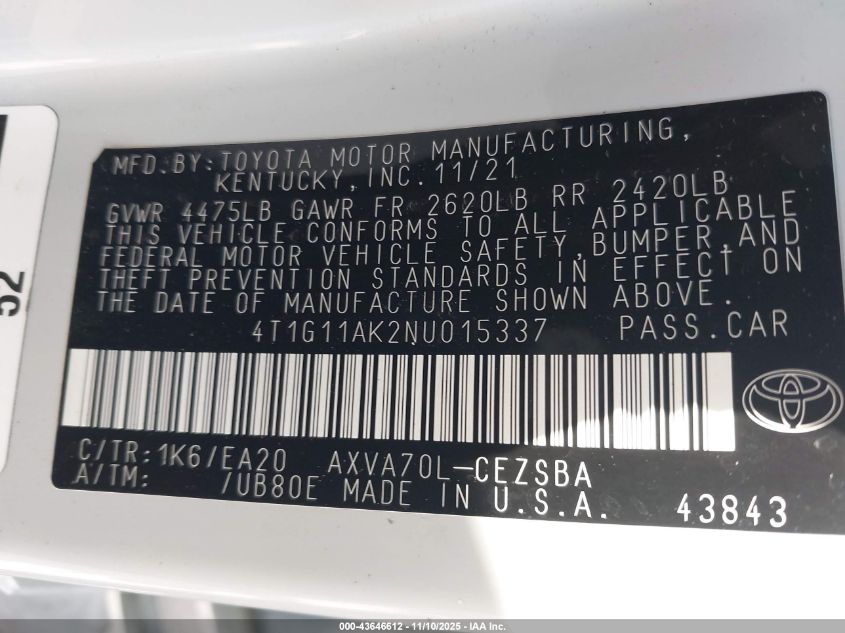 52
MFD. BY: TOYOTA MOTOR MANUFACTURING,
KENTUCKY, INC. 11/21
GVWR 4475LB GAWR FR 2620LB RR 2420LB
THIS VEHICLE CONFORMS TO ALL APPLICABLE
FEDERAL MOTOR VEHICLE SAFETY, BUMPER, AND
THEFT PREVENTION STANDARDS IN EFFECT ON
THE DATE OF MANUFACTURE SHOWN ABOVE.
4T1G11AK2NU015337 PASS.CAR
C/TR: 1K6/EA20 AXVA70L-CEZSBA
A/TM: /UB80E MADE IN U.S.A. 43843
000-43646612 - 11/10/2025 - IAA Inc.